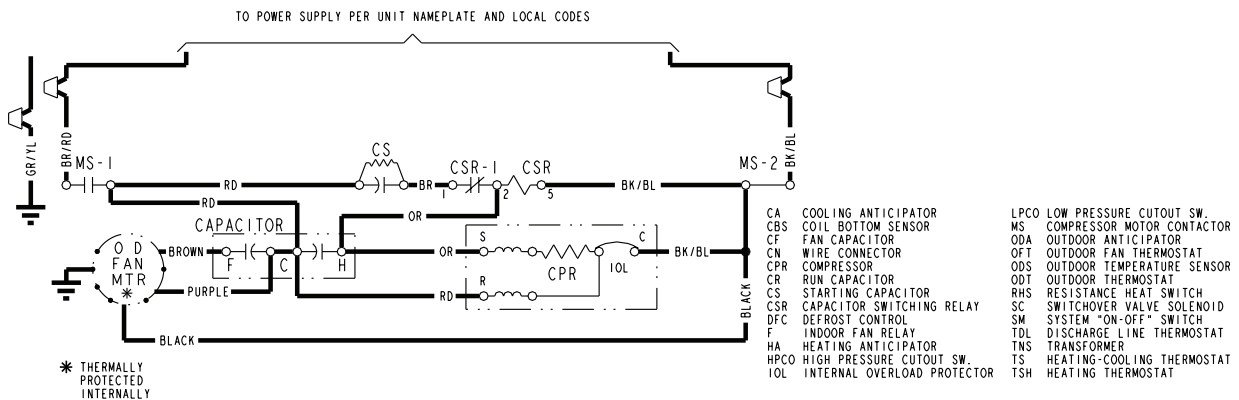 TO POWER SUPPLY PER UNIT NAMEPLATE AND LOCAL CODES
GR/YL
BR/RD
BK/BL
MS-1
CS
CSR-1
CSR
MS-2
RD
BR
1
2
5
BK/BL
RD
OR
CAPACITOR
O D
FAN
MTR
*
BROWN
F
C
H
OR
S
C
CPR
IOL
BK/BL
R
PURPLE
RD
BLACK
BLACK
* THERMALLY
PROTECTED
INTERNALLY
CA COOLING ANTICIPATOR
CBS COIL BOTTOM SENSOR
CF FAN CAPACITOR
CN WIRE CONNECTOR
CPR COMPRESSOR
CR RUN CAPACITOR
CS STARTING CAPACITOR
CSR CAPACITOR SWITCHING RELAY
DFC DEFROST CONTROL
F INDOOR FAN RELAY
HA HEATING ANTICIPATOR
HPCO HIGH PRESSURE CUTOUT SW.
IOL INTERNAL OVERLOAD PROTECTOR
LPCO LOW PRESSURE CUTOUT SW.
MS COMPRESSOR MOTOR CONTACTOR
ODA OUTDOOR ANTICIPATOR
OFT OUTDOOR FAN THERMOSTAT
ODS OUTDOOR TEMPERATURE SENSOR
ODT OUTDOOR THERMOSTAT
RHS RESISTANCE HEAT SWITCH
SC SWITCHOVER VALVE SOLENOID
SM SYSTEM "ON-OFF" SWITCH
TDL DISCHARGE LINE THERMOSTAT
TNS TRANSFORMER
TS HEATING-COOLING THERMOSTAT
TSH HEATING THERMOSTAT